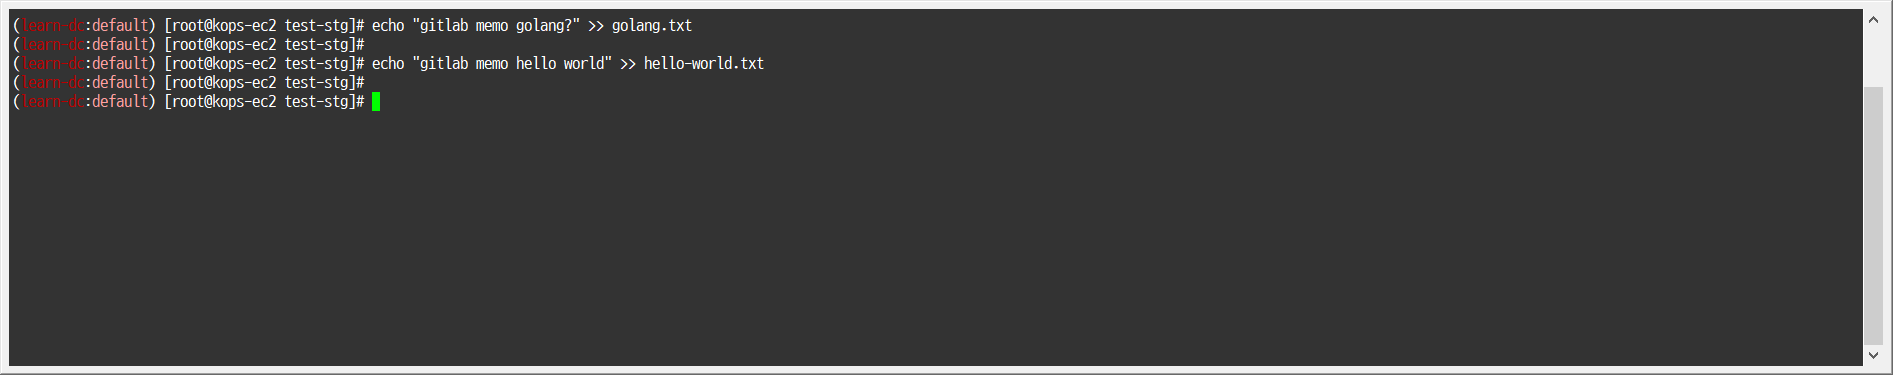 (learn-dc:default) [root@kops-ec2 test-stg]# echo "gitlab memo golang?" >> golang.txt
(learn-dc:default) [root@kops-ec2 test-stg]#
(learn-dc:default) [root@kops-ec2 test-stg]# echo "gitlab memo hello world" >> hello-world.txt
(learn-dc:default) [root@kops-ec2 test-stg]#
(learn-dc:default) [root@kops-ec2 test-stg]#